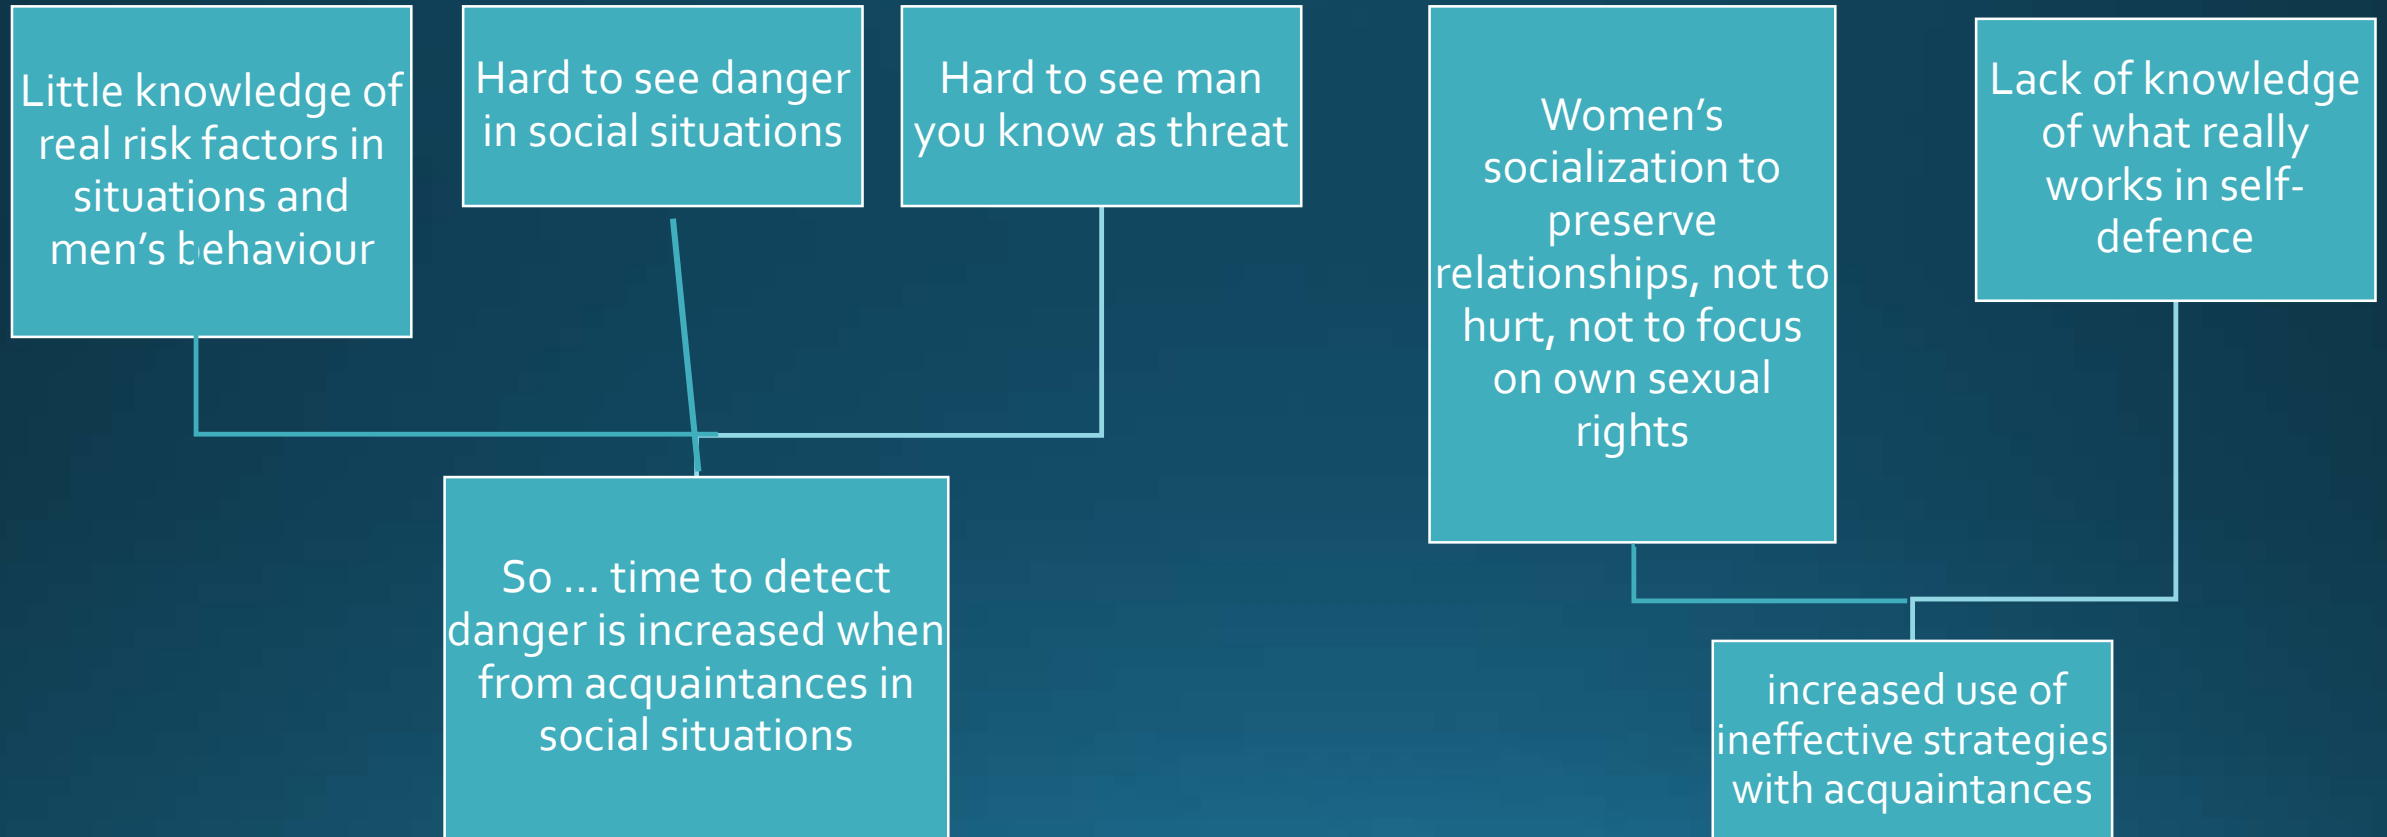 Little knowledge of
real risk factors in
situations and
men's behaviour
Hard to see danger
in social situations
Hard to see man
you know as threat
Women's
socialization to
preserve
relationships, not to
hurt, not to focus
on own sexual
rights
Lack of knowledge
of what really
works in self-
defence
So ... time to detect
danger is increased when
from acquaintances in
social situations
increased use of
ineffective strategies
with acquaintances